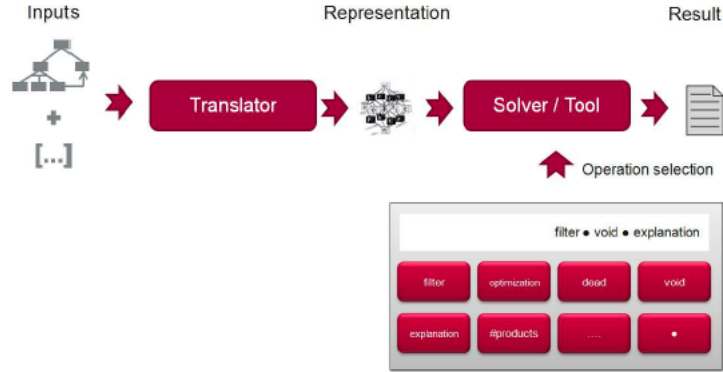 Inputs
Representation
Result
+
[...]
Translator
Solver / Tool
Operation selection
filter ● void ● explanation
filter
optimization
dead
void
explanation
#products
....
●